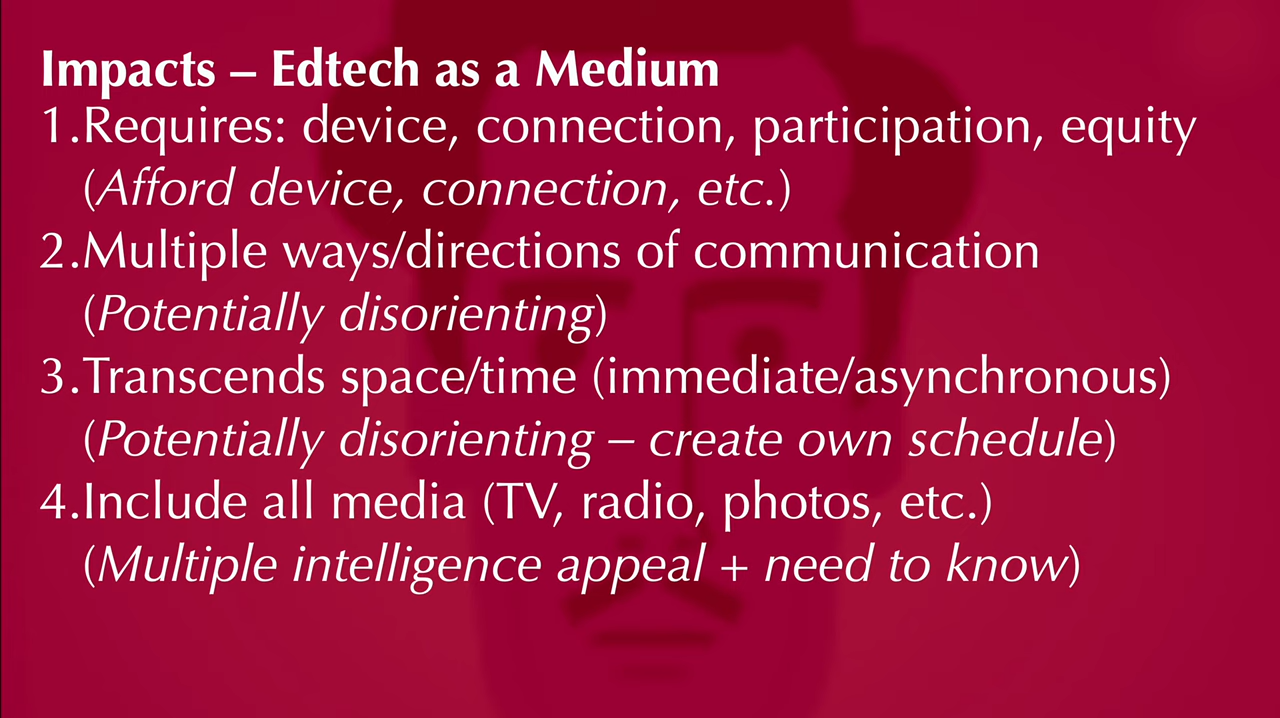 Impacts – Edtech as a Medium
1.Requires: device, connection, participation, equity
(Afford device, connection, etc.)
2.Multiple ways/directions of communication
(Potentially disorienting)
3.Transcends space/time (immediate/asynchronous)
(Potentially disorienting – create own schedule)
4.Include all media (TV, radio, photos, etc.)
(Multiple intelligence appeal + need to know)